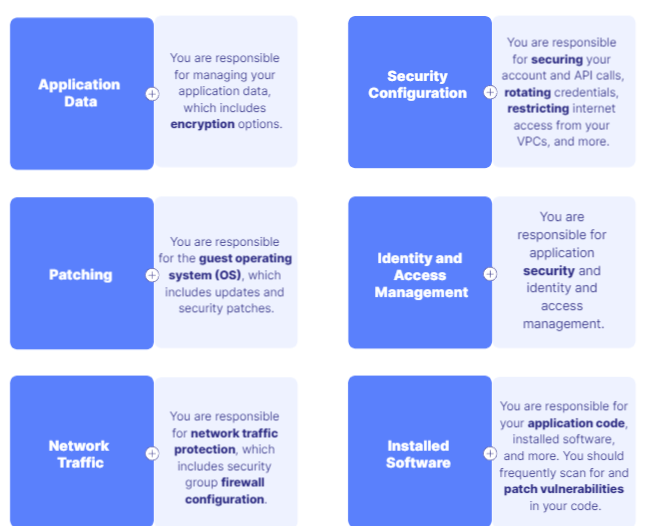 Application
Data
You are responsible
for managing your
application data,
which includes
encryption options.
Security
Configuration
You are responsible
for securing your
account and API calls,
rotating credentials,
restricting internet
access from your
VPCs, and more.
Patching
You are responsible
for the guest operating
system (OS), which
includes updates and
security patches.
Identity and
Access
Management
You are
responsible for
application
security and
identity and
access
management.
Network
Traffic
You are responsible
for network traffic
protection, which
includes security
group firewall
configuration.
Installed
Software
You are responsible for
your application code,
installed software,
and more. You should
frequently scan for and
patch vulnerabilities
in your code.